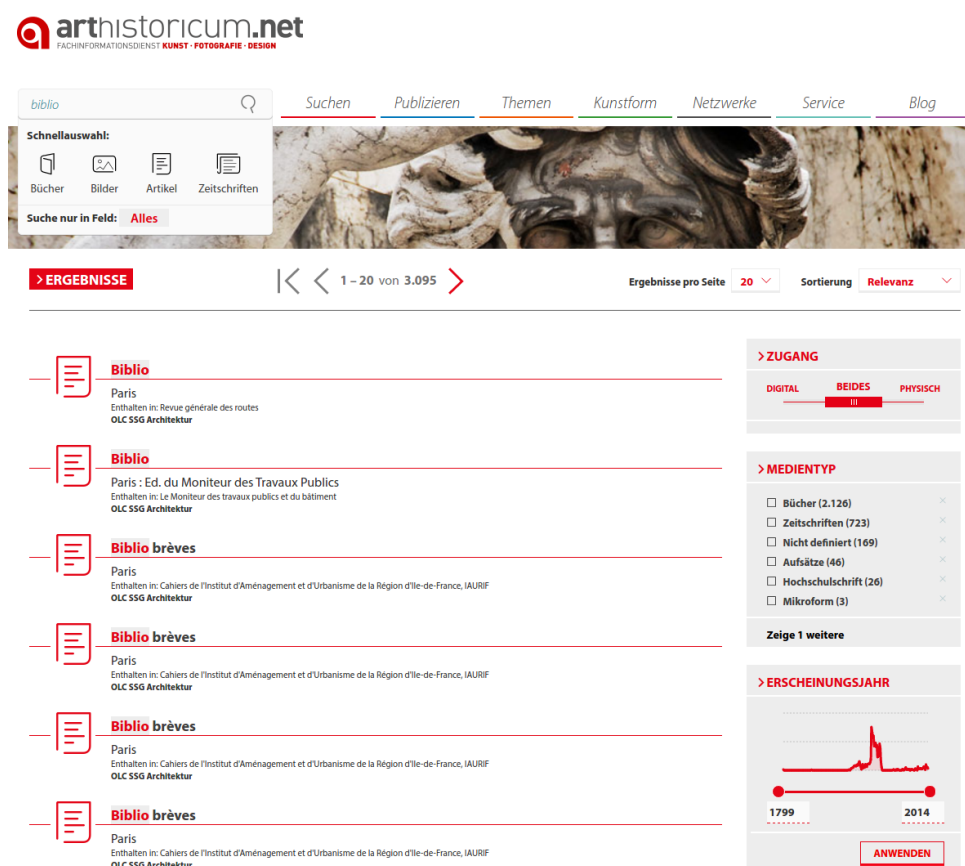 arthistoricum.net
FACHINFORMATIONSDIENST KUNST · FOTOGRAFIE · DESIGN
biblio
Suchen Publizieren Themen Kunstform Netzwerke Service Blog
Schnellauswahl:
Bücher Bilder Artikel Zeitschriften
Suche nur in Feld: Alles
> ERGEBNISSE
1 – 20 von 3.095
Ergebnisse pro Seite 20
Sortierung Relevanz
Biblio
Paris
Enthalten in: Revue générale des routes
OLC SSG Architektur
Biblio
Paris : Ed. du Moniteur des Travaux Publics
Enthalten in: Le Moniteur des travaux publics et du bâtiment
OLC SSG Architektur
Biblio brèves
Paris
Enthalten in: Cahiers de l'Institut d'Aménagement et d'Urbanisme de la Région d'Ile-de-France, IAURIF
OLC SSG Architektur
Biblio brèves
Paris
Enthalten in: Cahiers de l'Institut d'Aménagement et d'Urbanisme de la Région d'Ile-de-France, IAURIF
OLC SSG Architektur
Biblio brèves
Paris
Enthalten in: Cahiers de l'Institut d'Aménagement et d'Urbanisme de la Région d'Ile-de-France, IAURIF
OLC SSG Architektur
Biblio brèves
Paris
Enthalten in: Cahiers de l'Institut d'Aménagement et d'Urbanisme de la Région d'Ile-de-France, IAURIF
OLC SSG Architektur
> ZUGANG
DIGITAL BEIDES PHYSISCH
> MEDIENTYP
Bücher (2.126)
Zeitschriften (723)
Nicht definiert (169)
Aufsätze (46)
Hochschulschrift (26)
Mikroform (3)
Zeige 1 weitere
> ERSCHEINUNGSJAHR
1799 2014
ANWENDEN